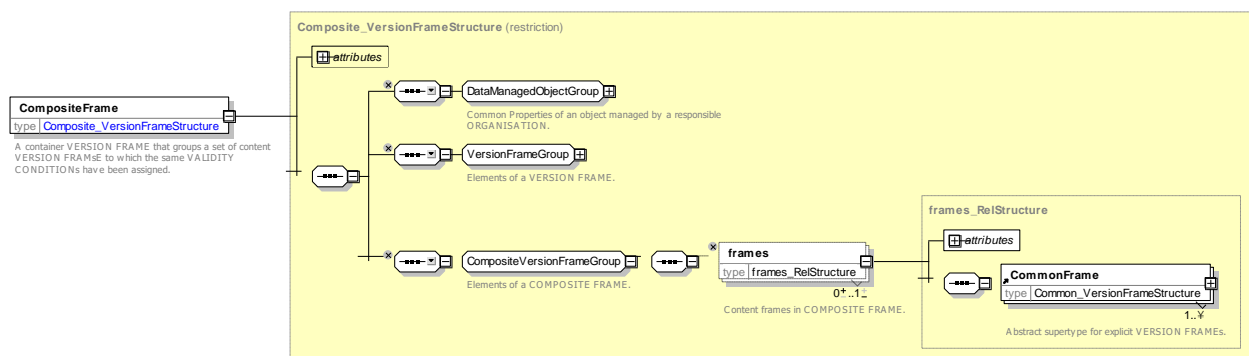 Composite_VersionFrameStructure (restriction)
attributes
CompositeFrame
type Composite_VersionFrameStructure
A container VERSION FRAME that groups a set of content
VERSION FRAMsE to which the same VALIDITY
CONDITIONs have been assigned.
DataManagedObjectGroup
Common Properties of an object managed by a responsible
ORGANISATION.
VersionFrameGroup
Elements of a VERSION FRAME.
CompositeVersionFrameGroup
Elements of a COMPOSITE FRAME.
frames
type frames_RelStructure
0..1
Content frames in COMPOSITE FRAME.
frames_RelStructure
attributes
CommonFrame
type Common_VersionFrameStructure
1..¥
Abstract supertype for explicit VERSION FRAMEs.